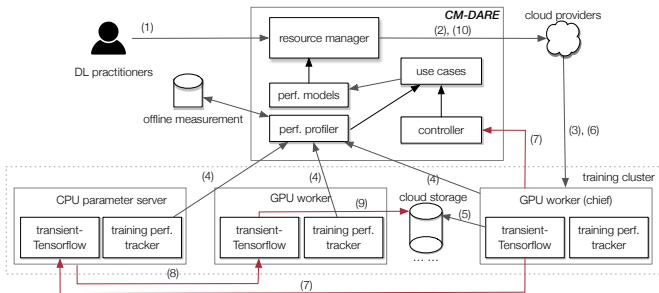 CM-DARE
cloud providers
(1)
resource manager
(2), (10)
DL practitioners
use cases
perf. models
offline measurement
perf. profiler
controller
(7)
(3), (6)
(4)
(4)
(4)
training cluster
CPU parameter server
GPU worker
cloud storage
GPU worker (chief)
transient-
Tensorflow
training perf.
tracker
transient-
Tensorflow
training perf.
tracker
(9)
(5)
transient-
Tensorflow
training perf.
tracker
... ...
(8)
(7)